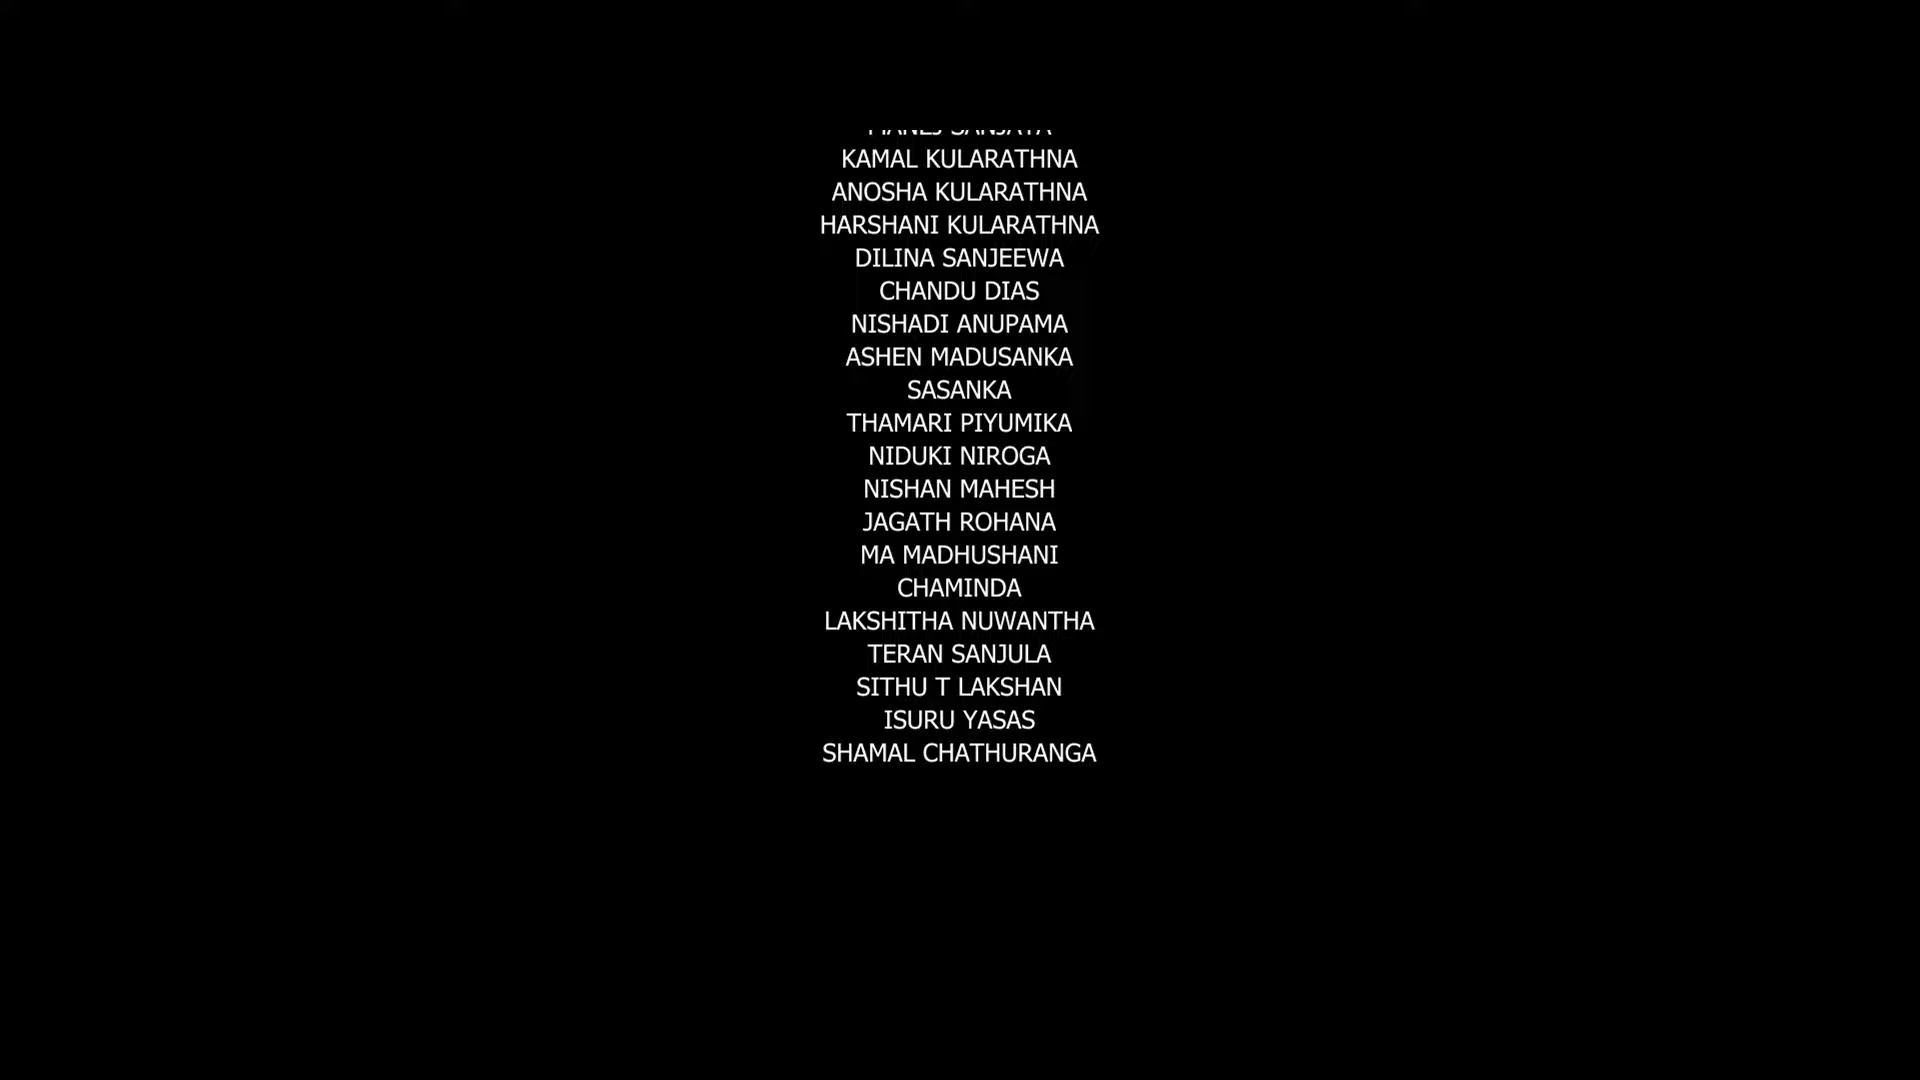 KAMAL KULARATHNA
ANOSHA KULARATHNA
HARSHANI KULARATHNA
DILINA SANJEEWA
CHANDU DIAS
NISHADI ANUPAMA
ASHEN MADUSANKA
SASANKA
THAMARI PIYUMIKA
NIDUKI NIROGA
NISHAN MAHESH
JAGATH ROHANA
MA MADHUSHANI
CHAMINDA
LAKSHITHA NUWANTHA
TERAN SANJULA
SITHU T LAKSHAN
ISURU YASAS
SHAMAL CHATHURANGA